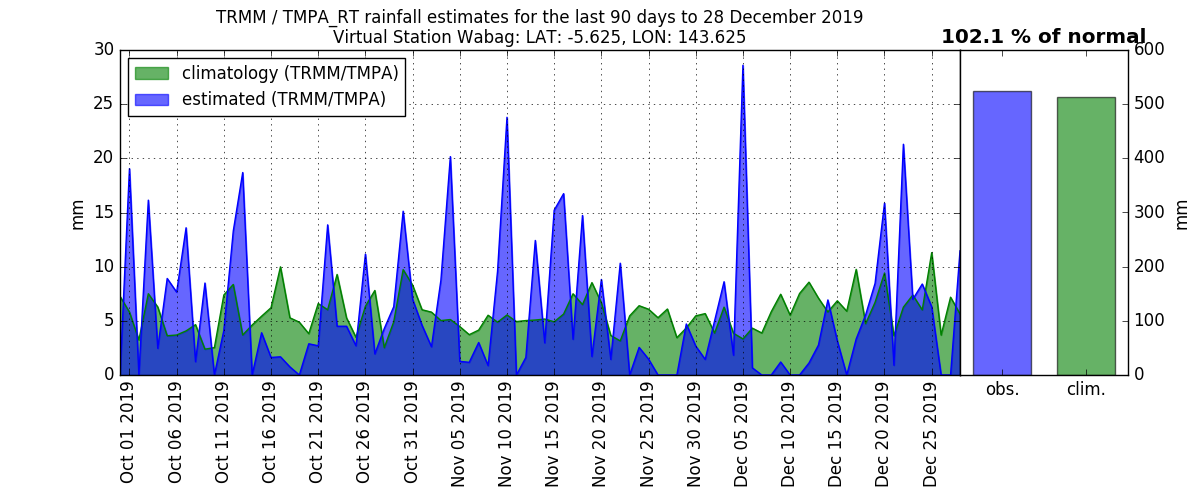 TRMM / TMPA_RT rainfall estimates for the last 90 days to 28 December 2019
Virtual Station Wabag: LAT: -5.625, LON: 143.625
102.1 % of normal
climatology (TRMM/TMPA)
estimated (TRMM/TMPA)
30
25
20
15
10
5
0
mm
600
500
400
300
200
100
0
mm
Oct 01 2019
Oct 06 2019
Oct 11 2019
Oct 16 2019
Oct 21 2019
Oct 26 2019
Oct 31 2019
Nov 05 2019
Nov 10 2019
Nov 15 2019
Nov 20 2019
Nov 25 2019
Nov 30 2019
Dec 05 2019
Dec 10 2019
Dec 15 2019
Dec 20 2019
Dec 25 2019
obs.
clim.